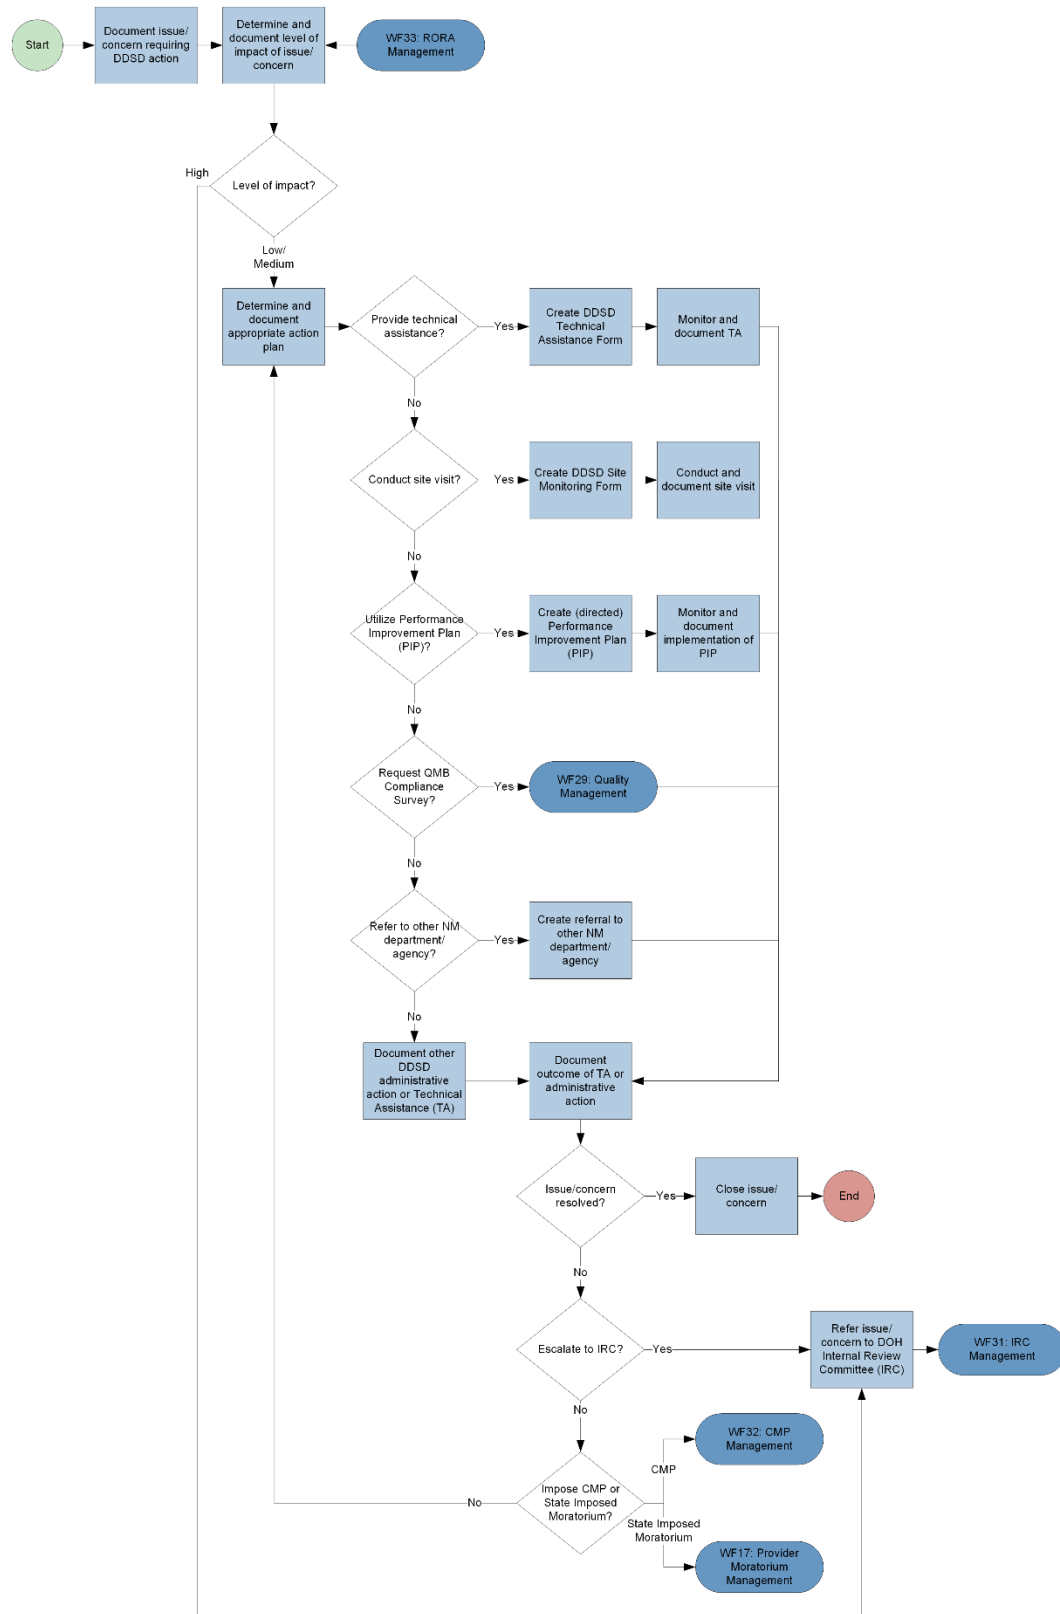 Start
Document issue/
concern requiring
DDSD action
Determine and
document level of
impact of issue/
concern
WF33: RORA
Management
High
Level of impact?
Low/
Medium
Determine and
document
appropriate action
plan
Provide technical
assistance?
Yes
Create DDSD
Technical
Assistance Form
Monitor and
document TA
No
Conduct site visit?
Yes
Create DDSD Site
Monitoring Form
Conduct and
document site visit
No
Utilize Performance
Improvement Plan
(PIP)?
Yes
Create (directed)
Performance
Improvement Plan
(PIP)
Monitor and
document
implementation of
PIP
No
Request QMB
Compliance
Survey?
Yes
WF29: Quality
Management
No
Refer to other NM
department/
agency?
Yes
Create referral to
other NM
department/
agency
No
Document other
DDSD
administrative
action or Technical
Assistance (TA)
Document
outcome of TA or
administrative
action
Issue/concern
resolved?
Yes
Close issue/
concern
End
No
Escalate to IRC?
Yes
Refer issue/
concern to DOH
Internal Review
Committee (IRC)
WF31: IRC
Management
No
WF32: CMP
Management
CMP
Impose CMP or
State Imposed
Moratorium?
No
State Imposed
Moratorium
WF17: Provider
Moratorium
Management